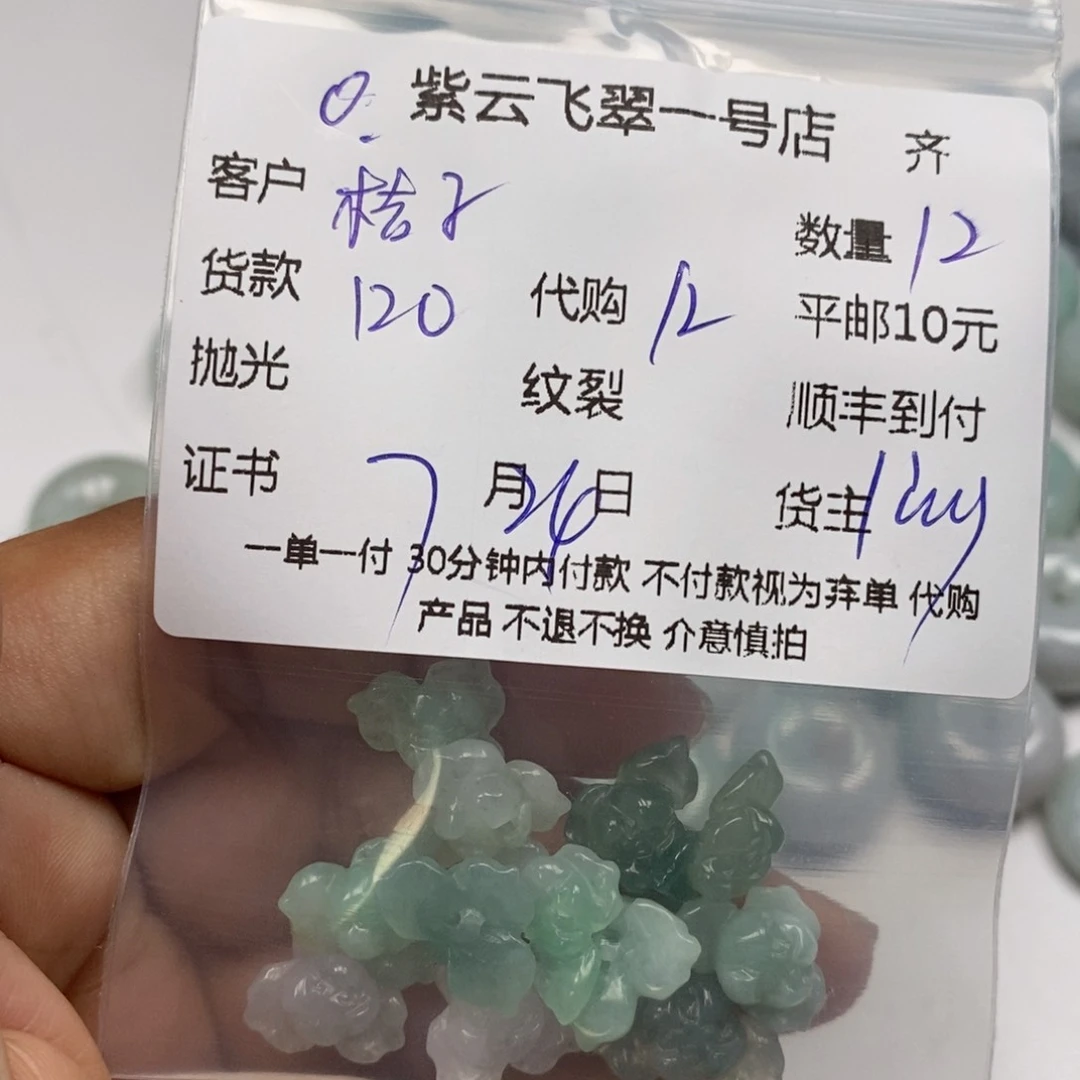 紫云飞翠一号店 齐
客户 桔子 数量 12
货款 120 代购 12 平邮10元
抛光 纹裂 顺丰到付
证书 7月24日 货主
一单一付 30分钟内付款 不付款视为弃单 代购
产品 不退不换 介意慎拍